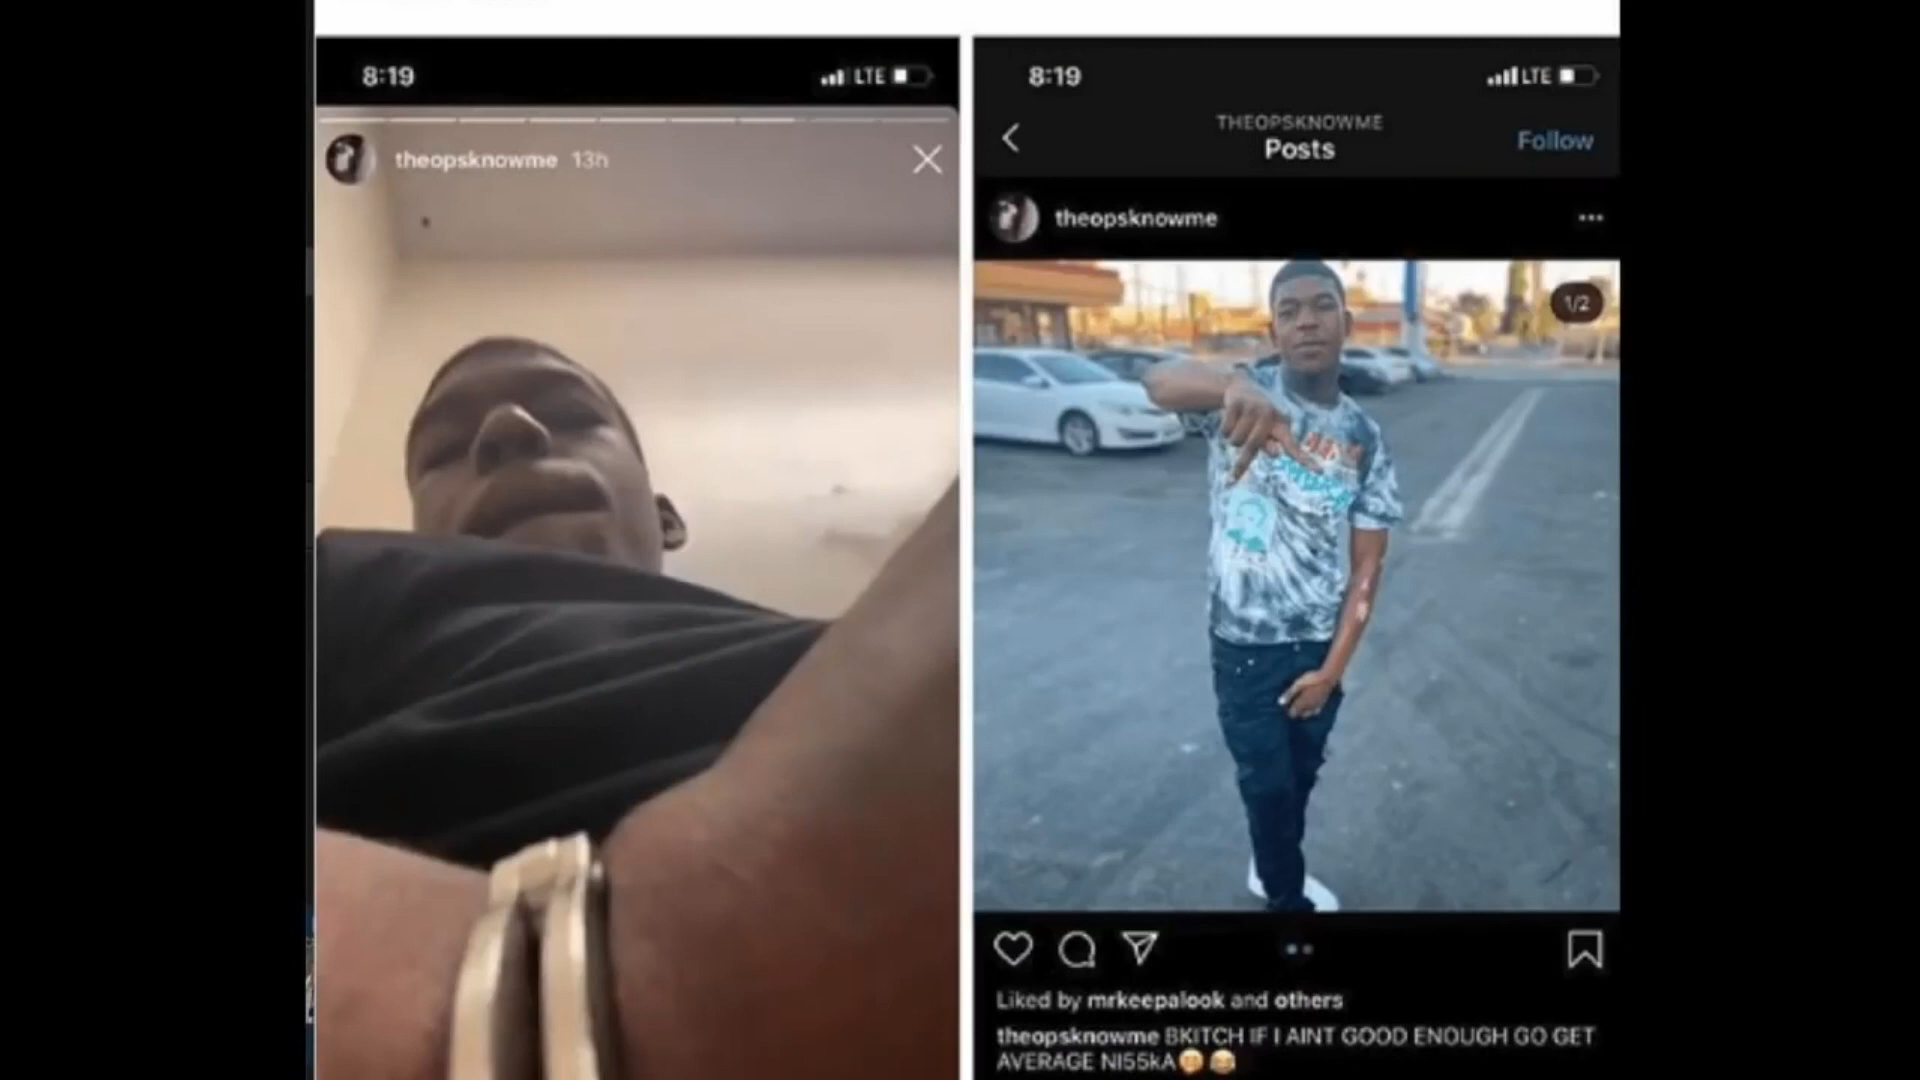 8:19
LTE
theopsknowme 13h
8:19
LTE
THEOPSKNOWME
Posts
Follow
theopsknowme
1/2
Liked by mrkeepalook and others
theopsknowme BKITCH IF I AINT GOOD ENOUGH GO GET
AVERAGE NI55kA🤭😂